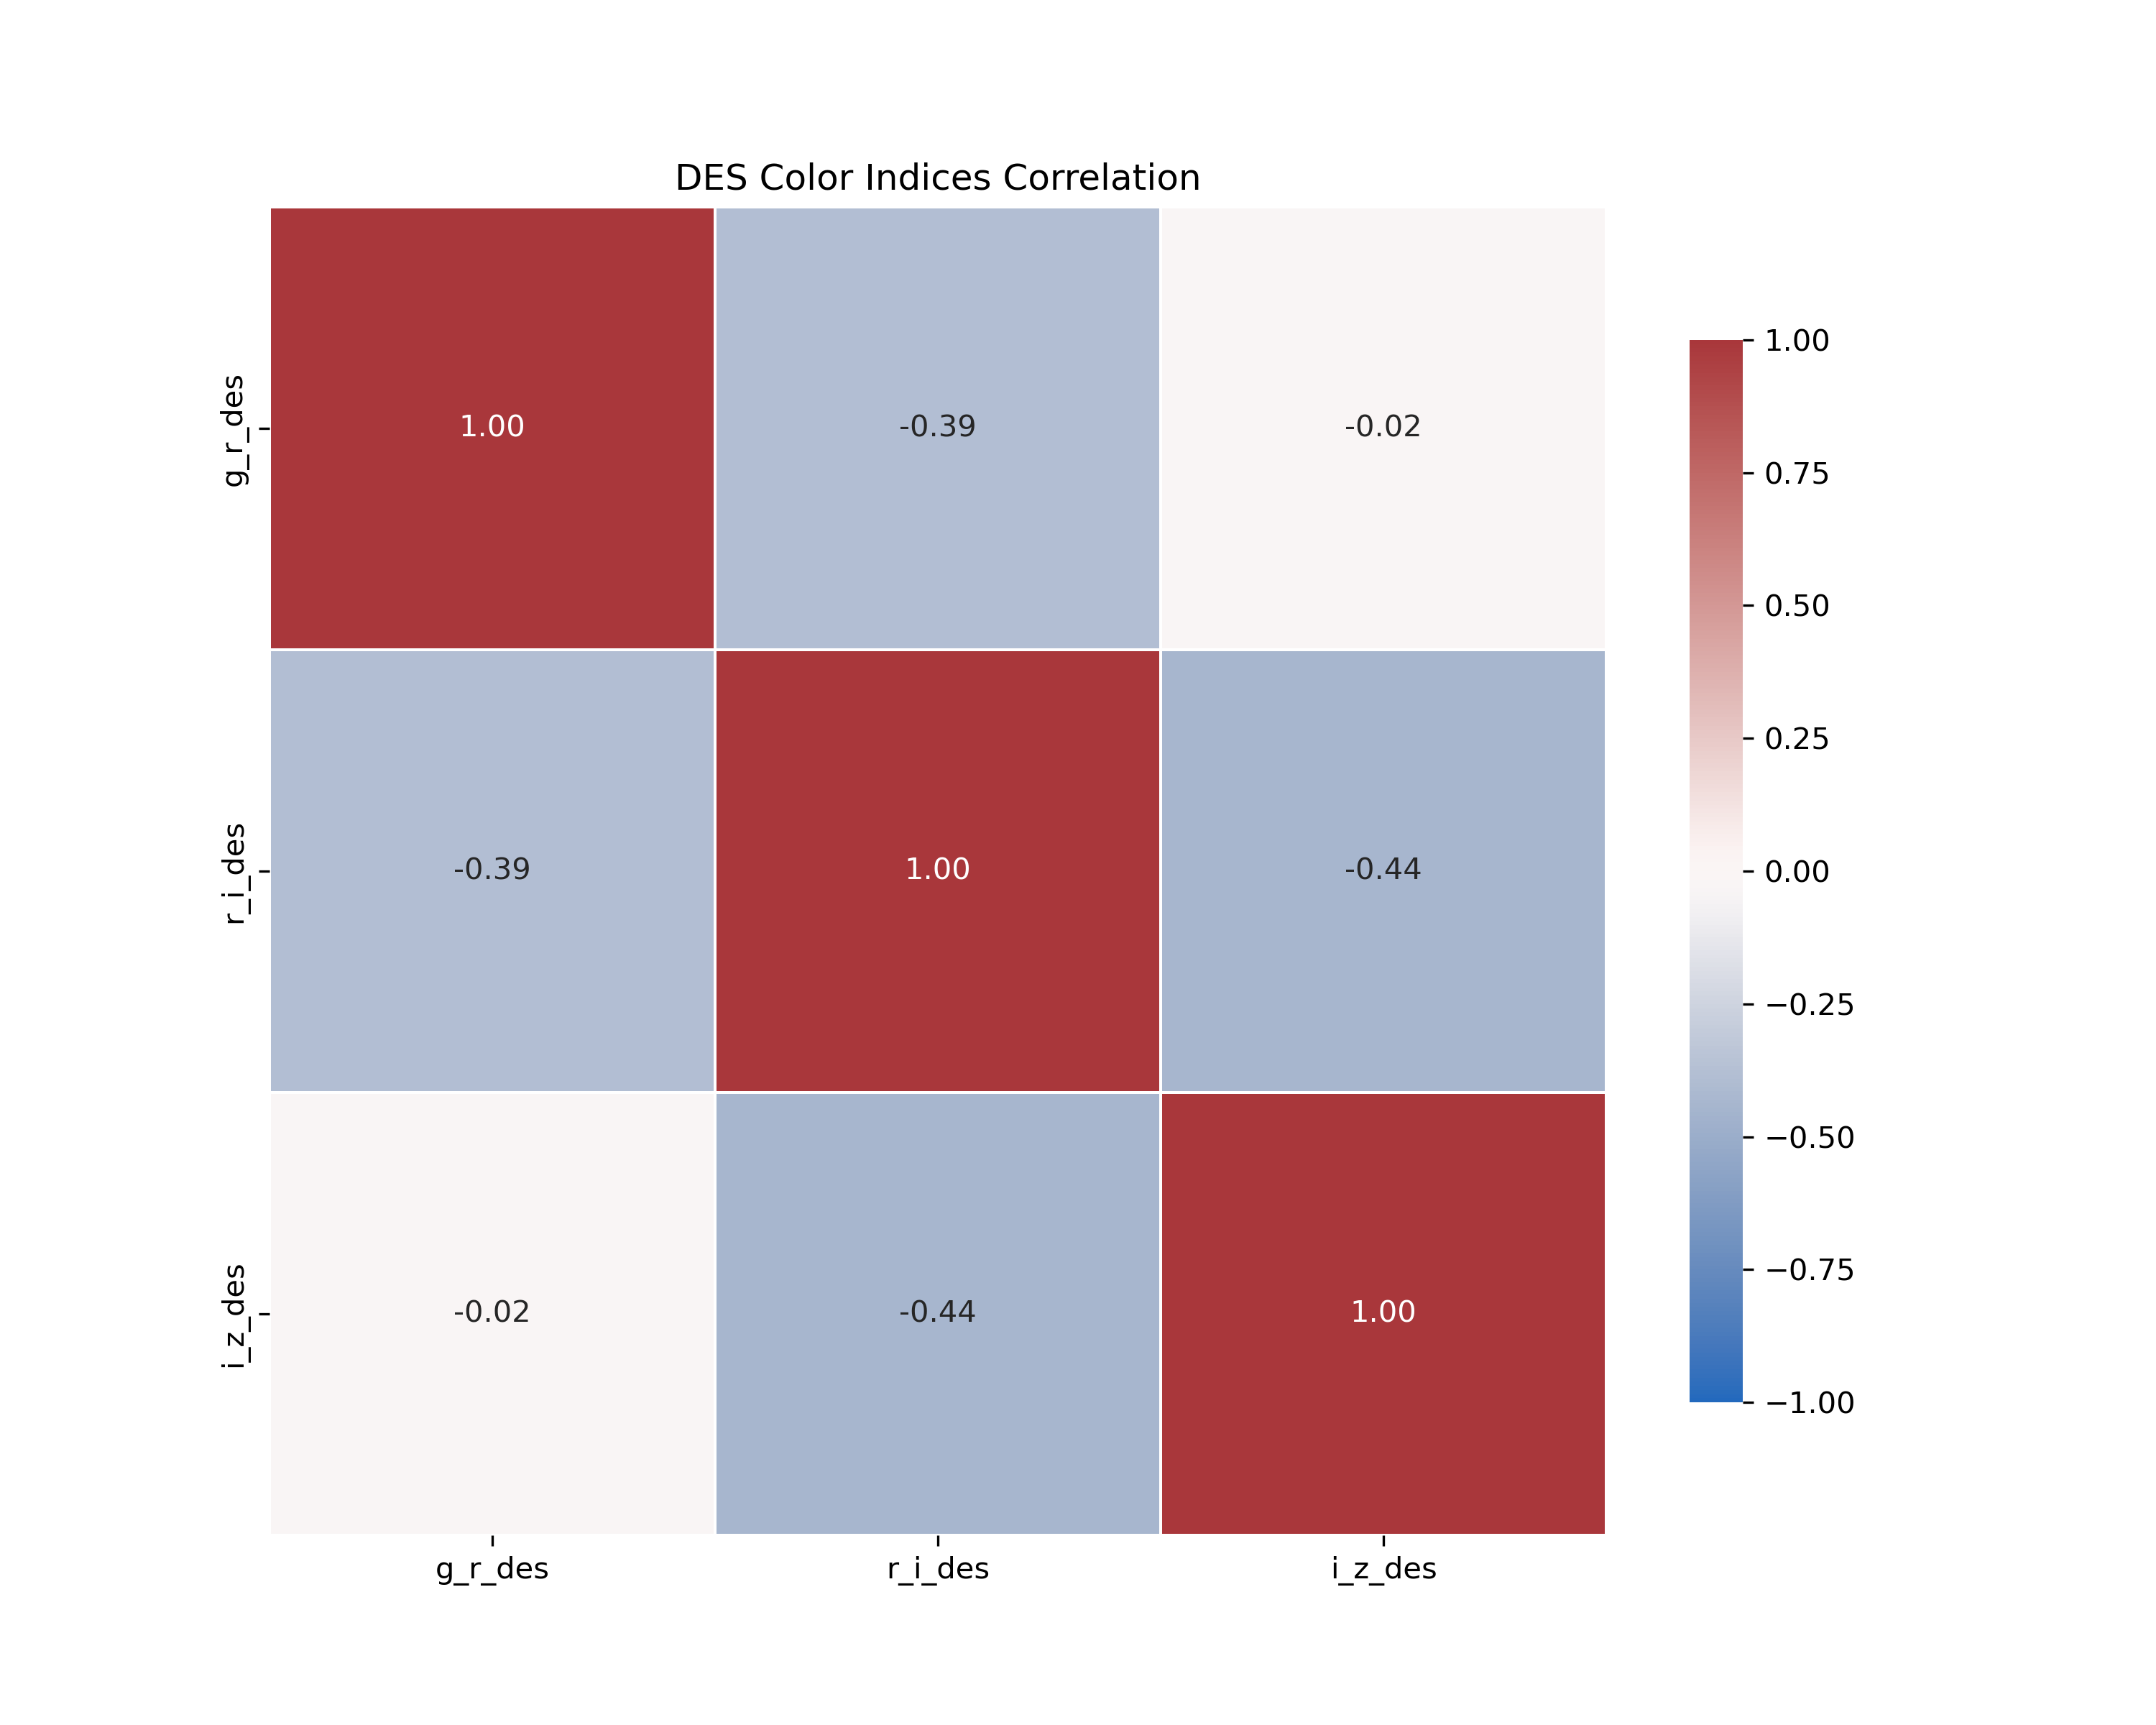 DES Color Indices Correlation
g_r_des
1.00
-0.39
-0.02
r_i_des
-0.39
1.00
-0.44
i_z_des
-0.02
-0.44
1.00
g_r_des
r_i_des
i_z_des
1.00
0.75
0.50
0.25
0.00
−0.25
−0.50
−0.75
−1.00